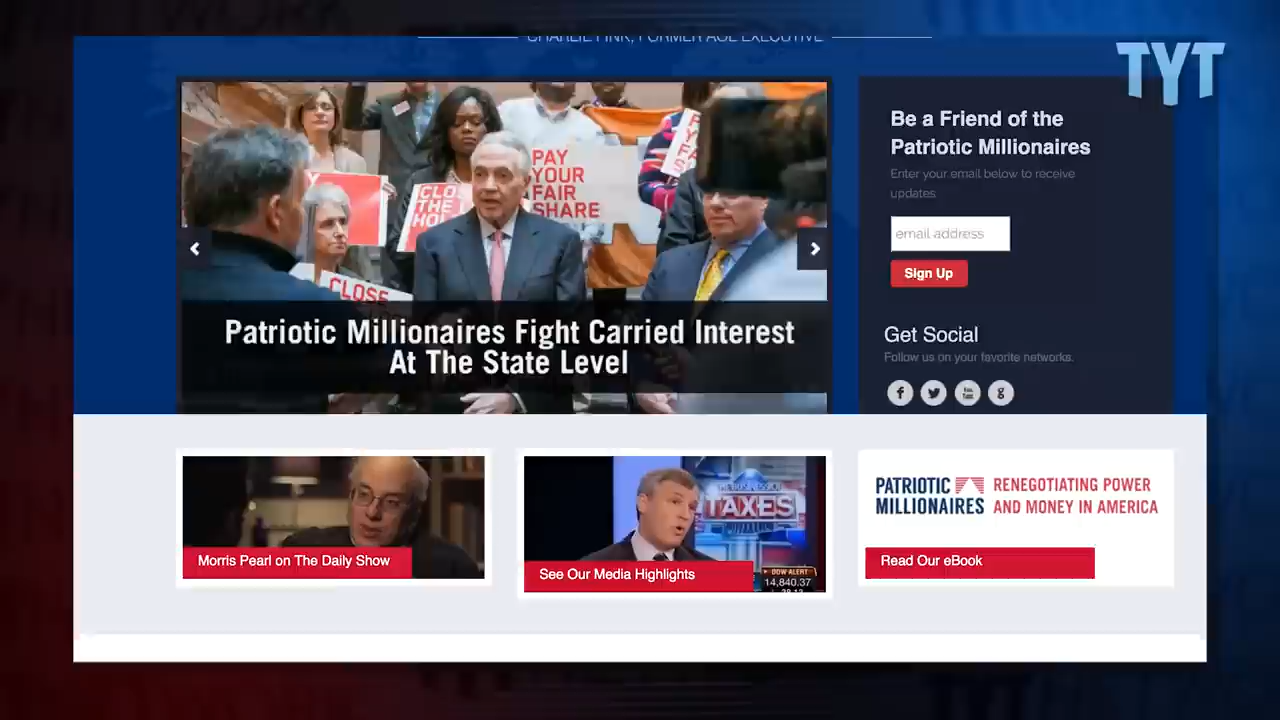 CHARLIE FINK, FORMER AOL EXECUTIVE
TYT
PAY
YOUR
FAIR
SHARE
CLO
THE
CLOSE
Patriotic Millionaires Fight Carried Interest
At The State Level
Be a Friend of the
Patriotic Millionaires
Enter your email below to receive
updates
email address
Sign Up
Get Social
Follow us on your favorite networks.
Morris Pearl on The Daily Show
TAXES
DOW ALERT
14,840.37
See Our Media Highlights
PATRIOTIC
MILLIONAIRES
RENEGOTIATING POWER
AND MONEY IN AMERICA
Read Our eBook